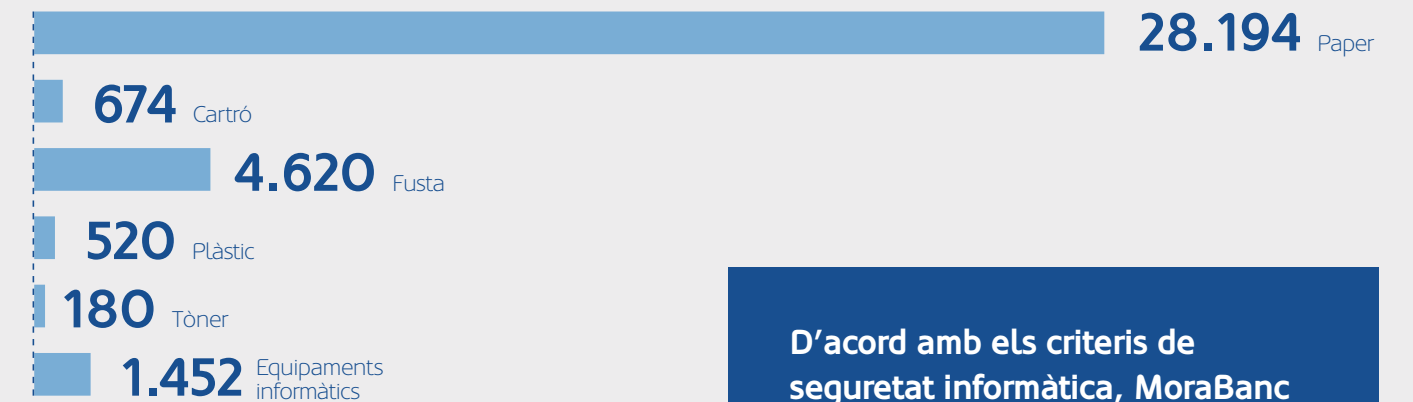 28.194 Paper
674 Cartró
4.620 Fusta
520 Plàstic
180 Tòner
1.452 Equipaments
informàtics
D’acord amb els criteris de
seguretat informàtica, MoraBanc